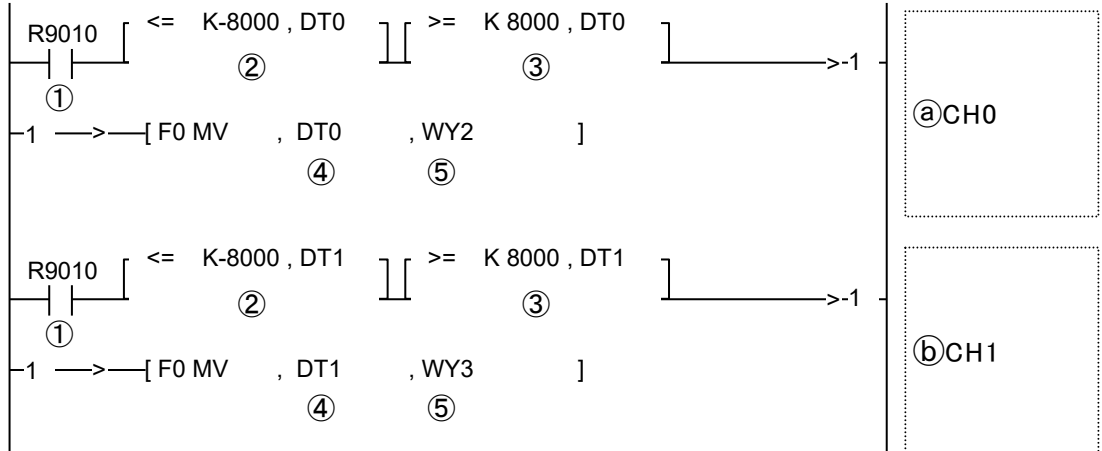 R9010 <= K-8000 , DT0 >= K 8000 , DT0
① ② ③ >-1
1 > [ F0 MV , DT0 , WY2 ]
④ ⑤
ⓐCH0
R9010 <= K-8000 , DT1 >= K 8000 , DT1
① ② ③ >-1
1 > [ F0 MV , DT1 , WY3 ]
④ ⑤
ⓑCH1